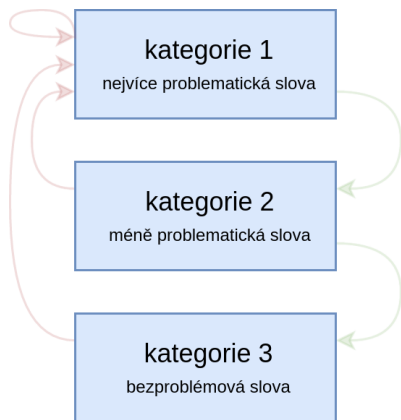 kategorie 1
nejvíce problematická slova
kategorie 2
méně problematická slova
kategorie 3
bezproblémová slova